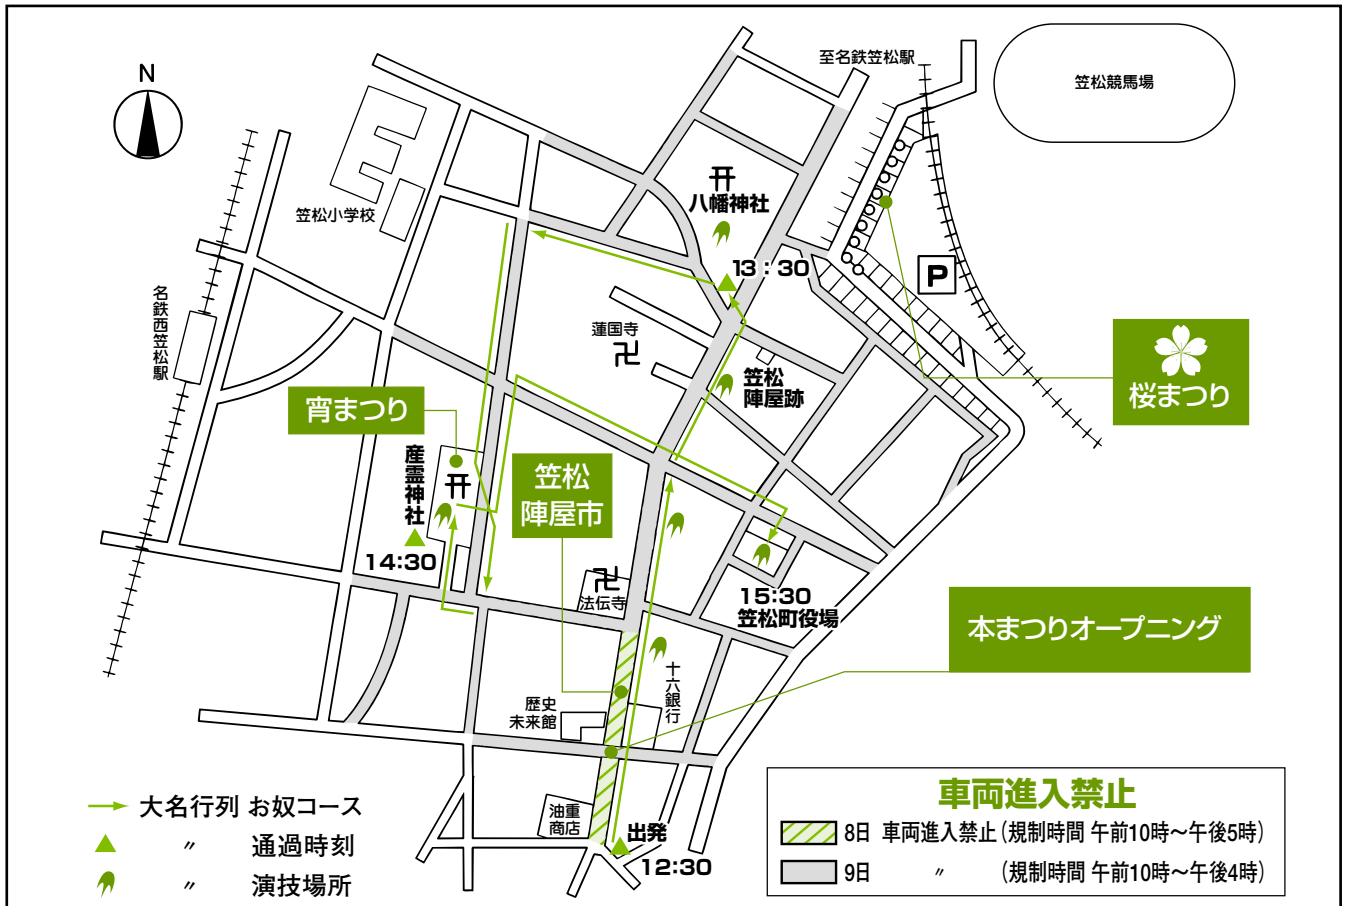 N
至名鉄笠松駅
笠松競馬場
八幡神社
笠松小学校
13：30
P
名鉄西笠松駅
蓮国寺
笠松
陣屋跡
桜まつり
宵まつり
産霊神社
笠松
陣屋市
14:30
法伝寺
15:30
笠松町役場
本まつりオープニング
十六銀行
歴史
未来館
油重
商店
出発
12:30
大名行列 お奴コース
〃 通過時刻
〃 演技場所
車両進入禁止
8日 車両進入禁止(規制時間 午前10時～午後5時)
9日 〃 (規制時間 午前10時～午後4時)